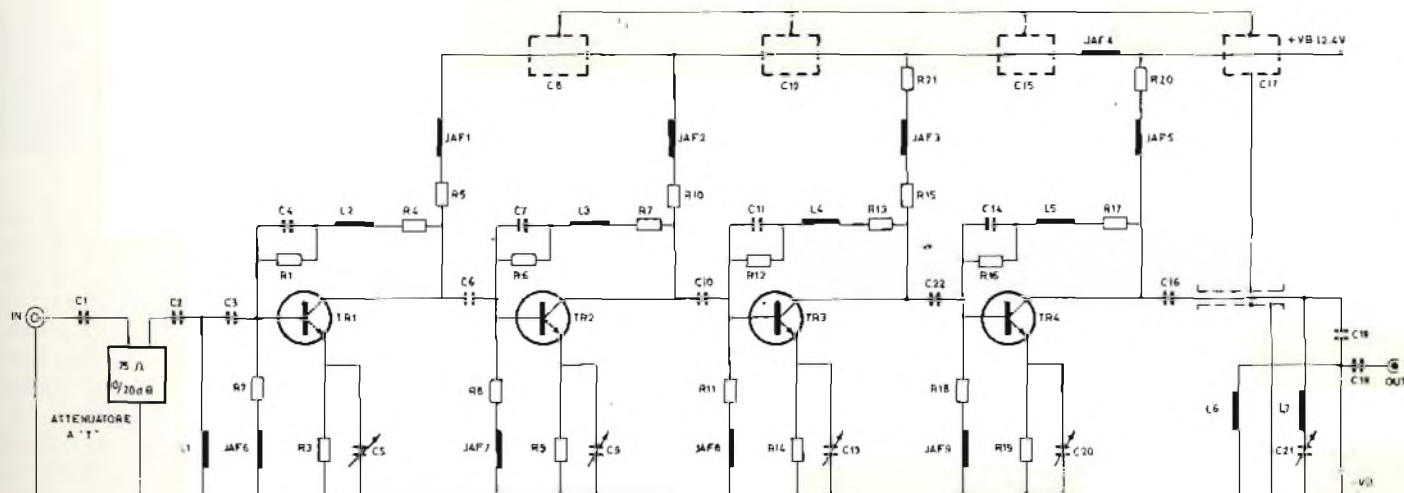 JAF4
+VB 12.4V
C8
C12
R21
C15
R20
C17
JAF1
JAF2
JAF3
JAF5
R5
R10
R15
C4
L2
R4
C7
L3
R7
C11
L4
R13
C14
L5
R17
R1
R6
R12
R16
C1
C2
C3
C6
C10
C22
C16
IN
TR1
TR2
TR3
TR4
C19
75 Ω
10/20dB
C18
OUT
ATTENUATORE
A "T"
R2
R8
R11
R18
L6
L7
L1
JAF6
R3
C5
JAF7
R9
C9
JAF8
R14
C13
JAF9
R19
C20
C21
-VB